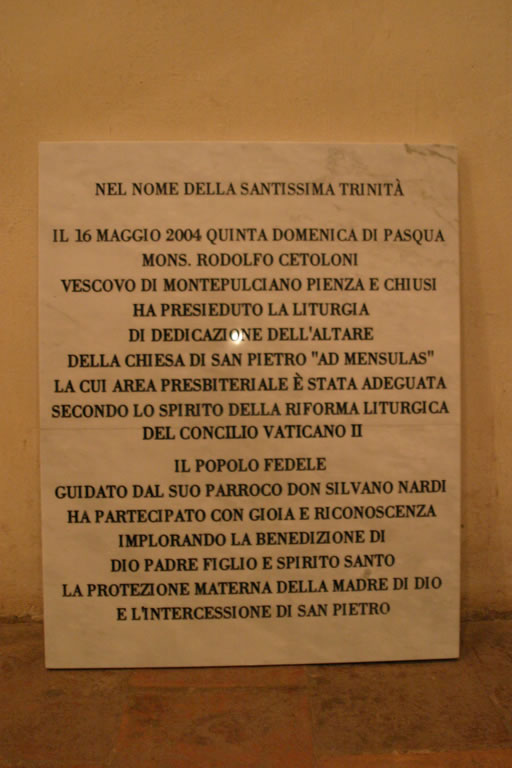 NEL NOME DELLA SANTISSIMA TRINITÀ
IL 16 MAGGIO 2004 QUINTA DOMENICA DI PASQUA
MONS. RODOLFO CETOLONI
VESCOVO DI MONTEPULCIANO PIENZA E CHIUSI
HA PRESIEDUTO LA LITURGIA
DI DEDICAZIONE DELL'ALTARE
DELLA CHIESA DI SAN PIETRO "AD MENSULAS"
LA CUI AREA PRESBITERIALE È STATA ADEGUATA
SECONDO LO SPIRITO DELLA RIFORMA LITURGICA
DEL CONCILIO VATICANO II
IL POPOLO FEDELE
GUIDATO DAL SUO PARROCO DON SILVANO NARDI
HA PARTECIPATO CON GIOIA E RICONOSCENZA
IMPLORANDO LA BENEDIZIONE DI
DIO PADRE FIGLIO E SPIRITO SANTO
LA PROTEZIONE MATERNA DELLA MADRE DI DIO
E L'INTERCESSIONE DI SAN PIETRO